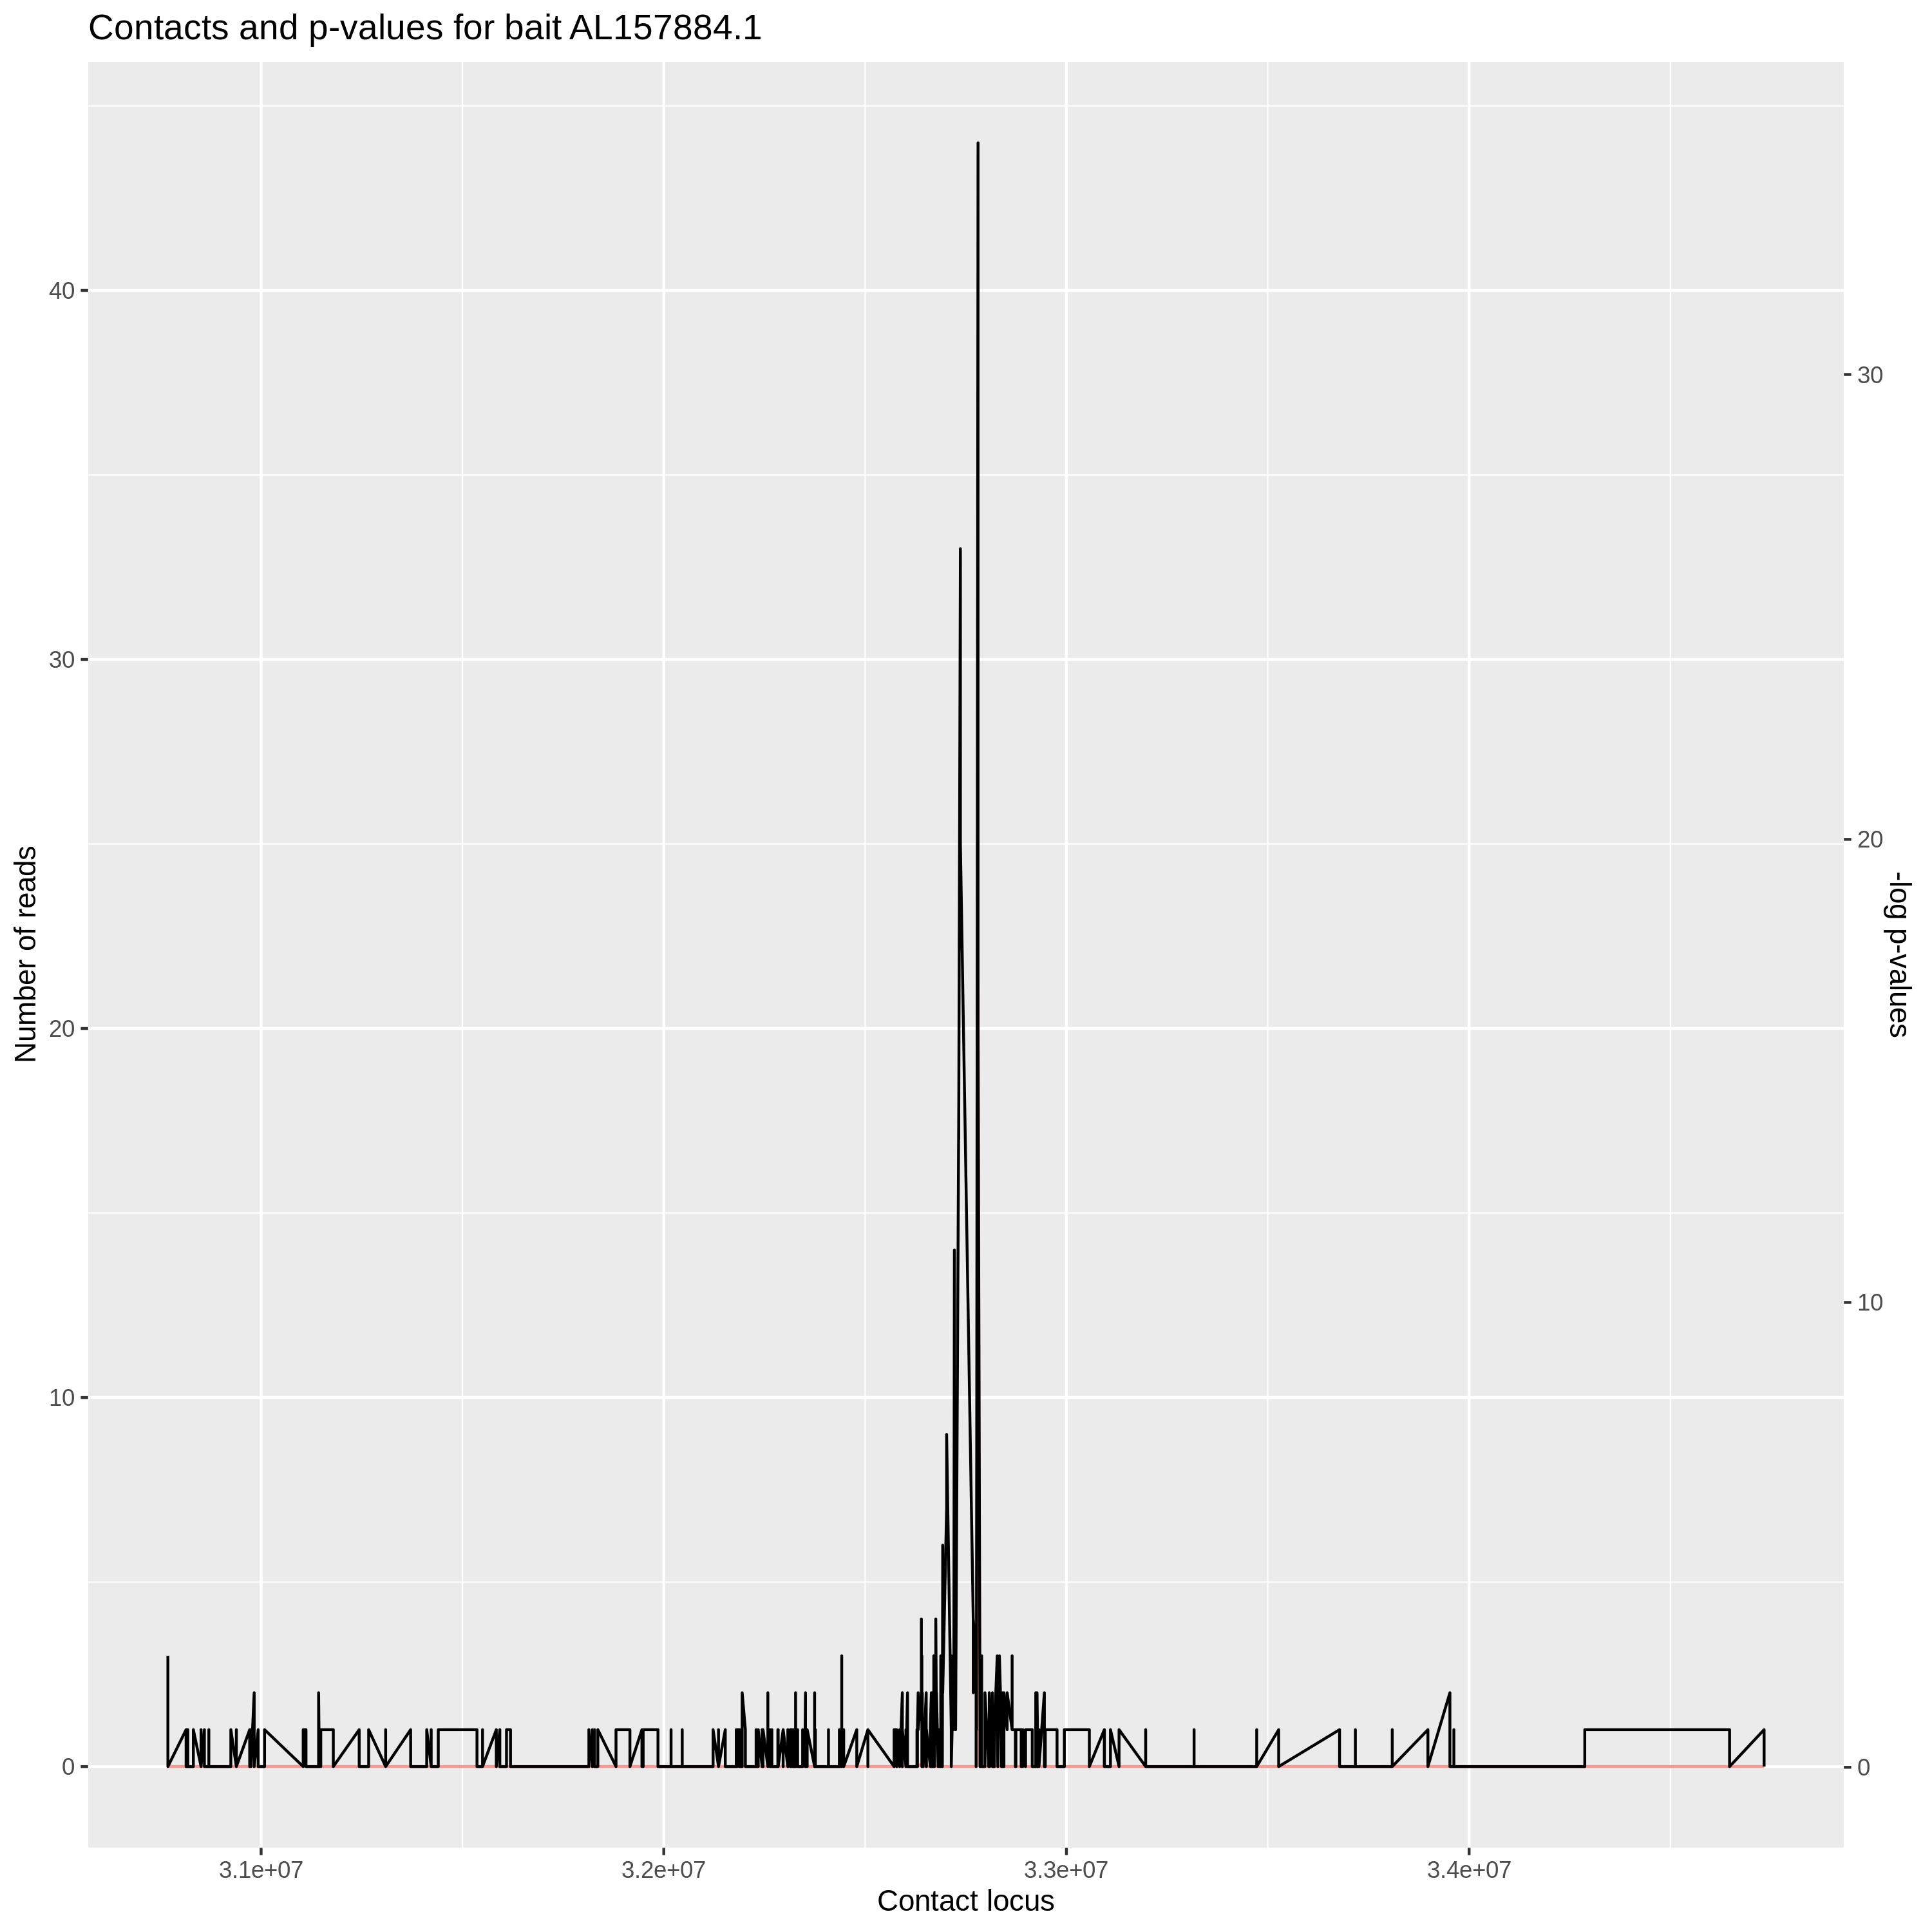 Contacts and p-values for bait AL157884.1
40
30
20
10
0
Number of reads
30
20
10
0
-log p-values
3.1e+07
3.2e+07
3.3e+07
3.4e+07
Contact locus